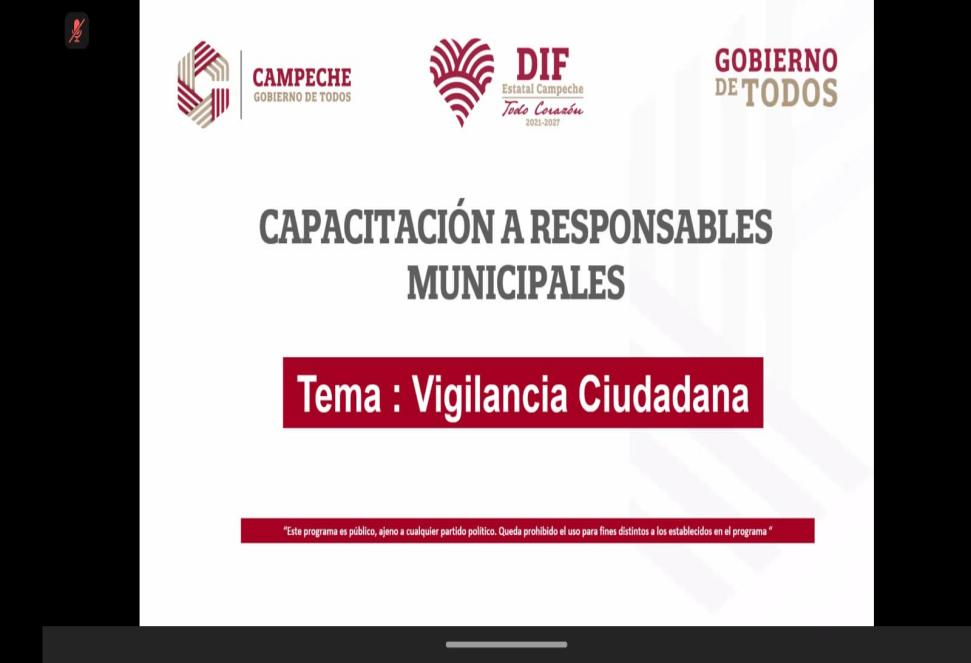 CAMPECHE
GOBIERNO DE TODOS
DIF
Estatal Campeche
Todo Corazón
2021-2027
GOBIERNO
DE TODOS
CAPACITACIÓN A RESPONSABLES
MUNICIPALES
Tema : Vigilancia Ciudadana
"Este programa es público, ajeno a cualquier partido político. Queda prohibido el uso para fines distintos a los establecidos en el programa "